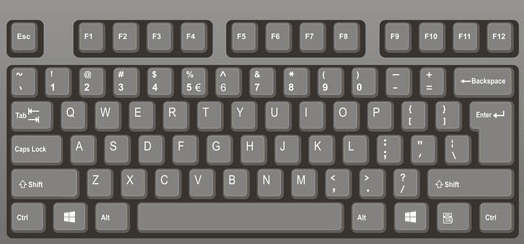 Esc F1 F2 F3 F4 F5 F6 F7 F8 F9 F10 F11 F12
~ ! @ # $ % ^ & * ( ) — +
` 1 2 3 4 5 € 6 7 8 9 0 - = ←Backspace
Tab Q W E R T Y U I O P { } Enter
[ ]
Caps Lock A S D F G H J K L : " ¦
; ' \
⇧ Shift Z X C V B N M < > ? ⇧ Shift
, . /
Ctrl Alt Alt Ctrl